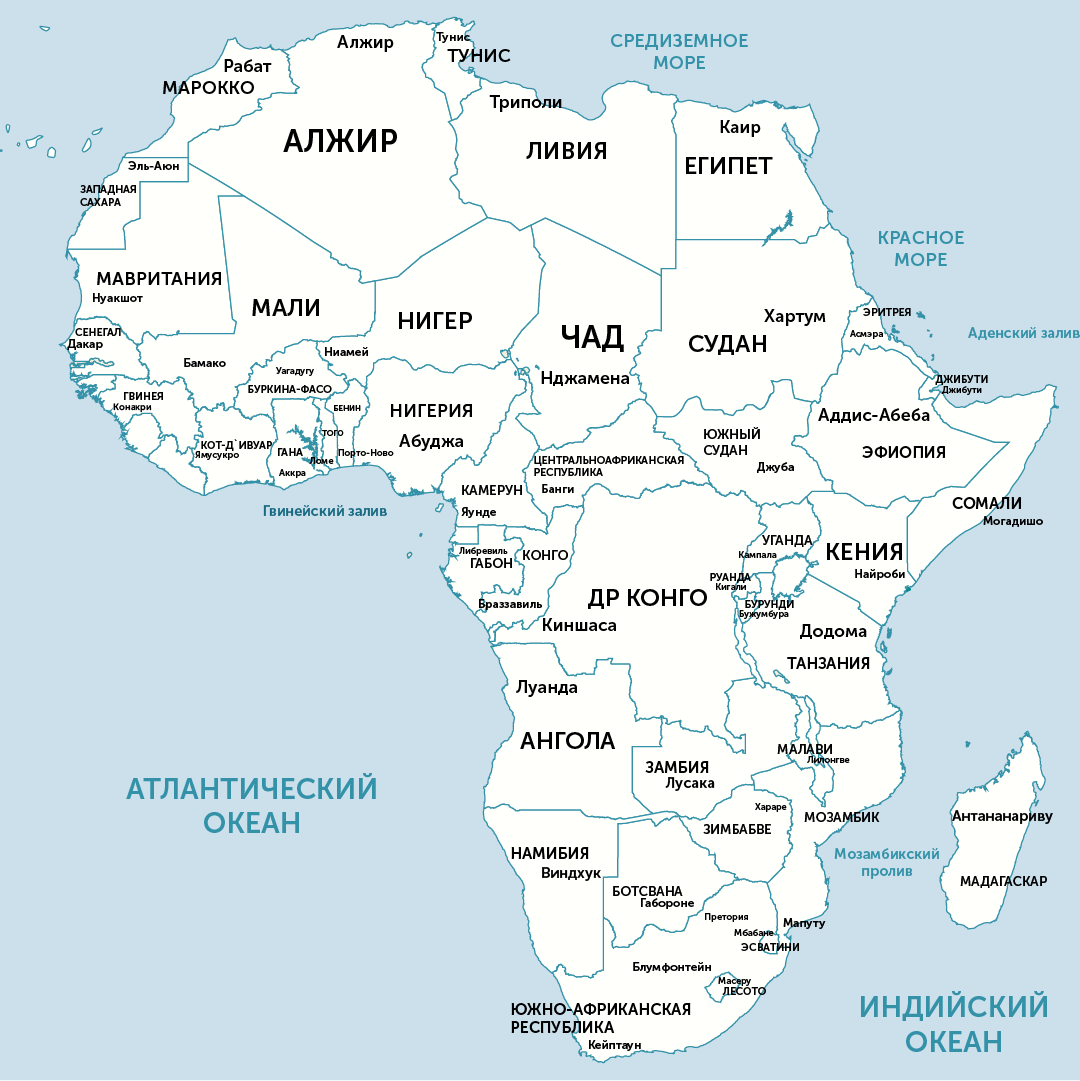 СРЕДИЗЕМНОЕ
МОРЕ
Алжир
Тунис
ТУНИС
Рабат
МАРОККО
Триполи
АЛЖИР
ЛИВИЯ
Каир
ЕГИПЕТ
Эль-Аюн
ЗАПАДНАЯ
САХАРА
КРАСНОЕ
МОРЕ
МАВРИТАНИЯ
Нуакшот
МАЛИ
НИГЕР
ЧАД
Хартум
СУДАН
ЭРИТРЕЯ
Асмэра
Аденский залив
СЕНЕГАЛ
Дакар
Бамако
Ниамей
Уагадугу
БУРКИНА-ФАСО
Нджамена
ДЖИБУТИ
Джибути
ГВИНЕЯ
Конакри
БЕНИН
НИГЕРИЯ
Абуджа
Аддис-Абеба
ЭФИОПИЯ
КОТ-Д`ИВУАР
Ямусукро
ГАНА
Аккра
ТОГО
Ломе
Порто-Ново
ЮЖНЫЙ
СУДАН
Джуба
ЦЕНТРАЛЬНОАФРИКАНСКАЯ
РЕСПУБЛИКА
Банги
КАМЕРУН
Яунде
Гвинейский залив
СОМАЛИ
Могадишо
УГАНДА
Кампала
КЕНИЯ
Найроби
Либревиль
ГАБОН
КОНГО
Враззавиль
ДР КОНГО
Киншаса
РУАНДА
Кигали
БУРУНДИ
Бужумбура
Додома
ТАНЗАНИЯ
Луанда
АНГОЛА
МАЛАВИ
Лилонгве
ЗАМБИЯ
Лусака
АТЛАНТИЧЕСКИЙ
ОКЕАН
Хараре
ЗИМБАБВЕ
МОЗАМБИК
Антананариву
МАДАГАСКАР
Мозамбикский
пролив
НАМИБИЯ
Виндхук
БОТСВАНА
Габороне
Претория
Мапуту
Мбабане
ЭСВАТИНИ
Блумфонтейн
Масеру
ЛЕСОТО
ЮЖНО-АФРИКАНСКАЯ
РЕСПУБЛИКА
Кейптаун
ИНДИЙСКИЙ
ОКЕАН